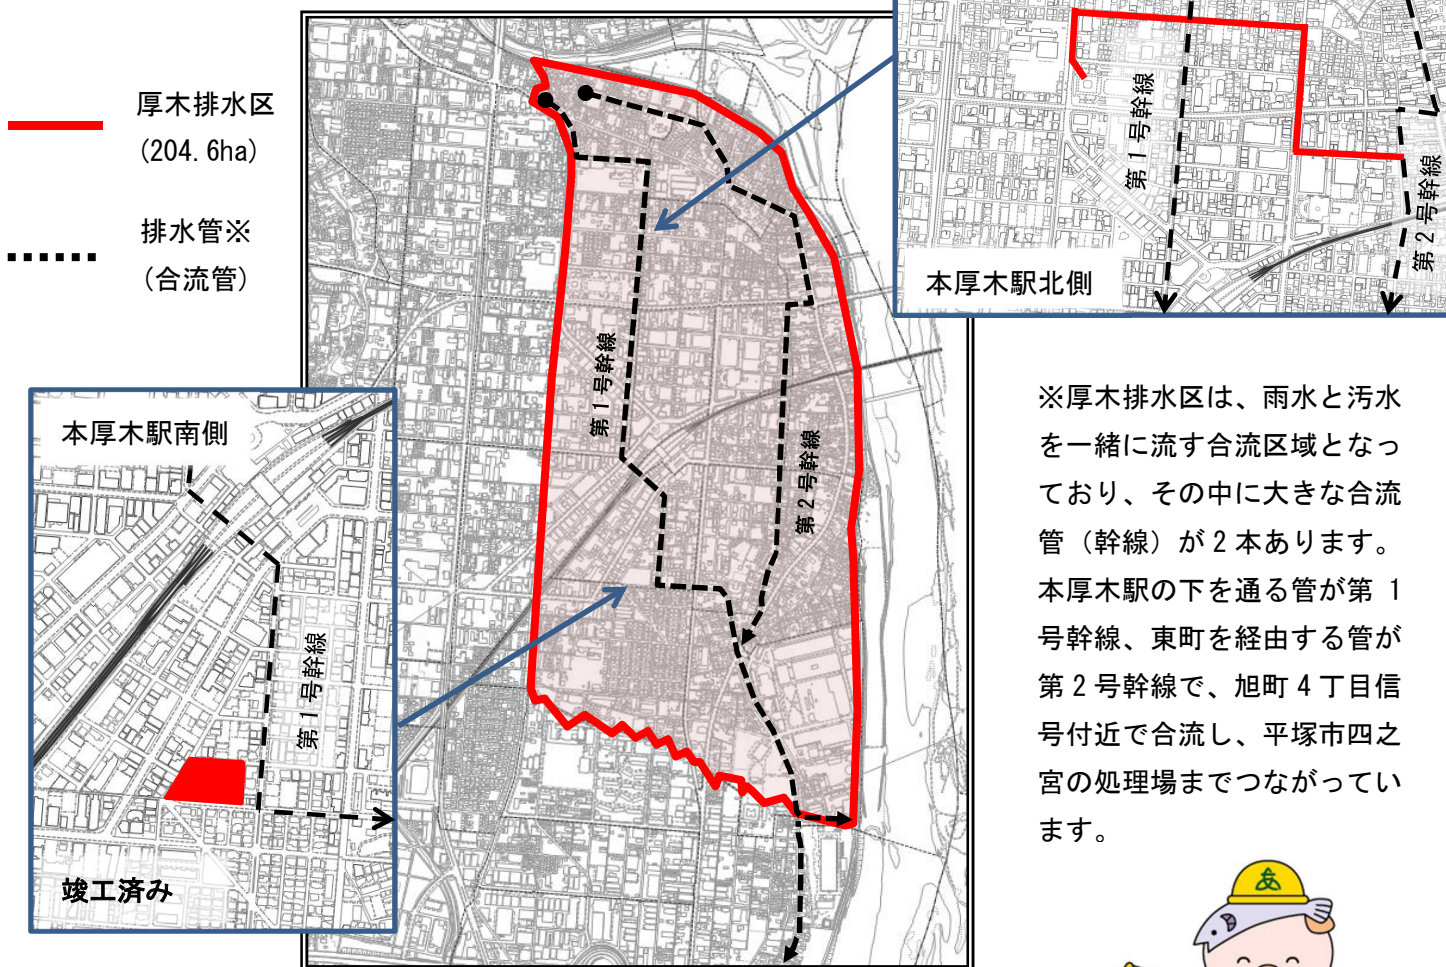 厚木排水区
(204.6ha)
排水管※
(合流管)
第1号幹線
第2号幹線
本厚木駅北側
第1号幹線
第2号幹線
本厚木駅南側
第1号幹線
竣工済み
※厚木排水区は、雨水と汚水
を一緒に流す合流区域となっ
ており、その中に大きな合流
管（幹線）が2本あります。
本厚木駅の下を通る管が第 1
号幹線、東町を経由する管が
第2号幹線で、旭町4丁目信
号付近で合流し、平塚市四之
宮の処理場までつながってい
ます。